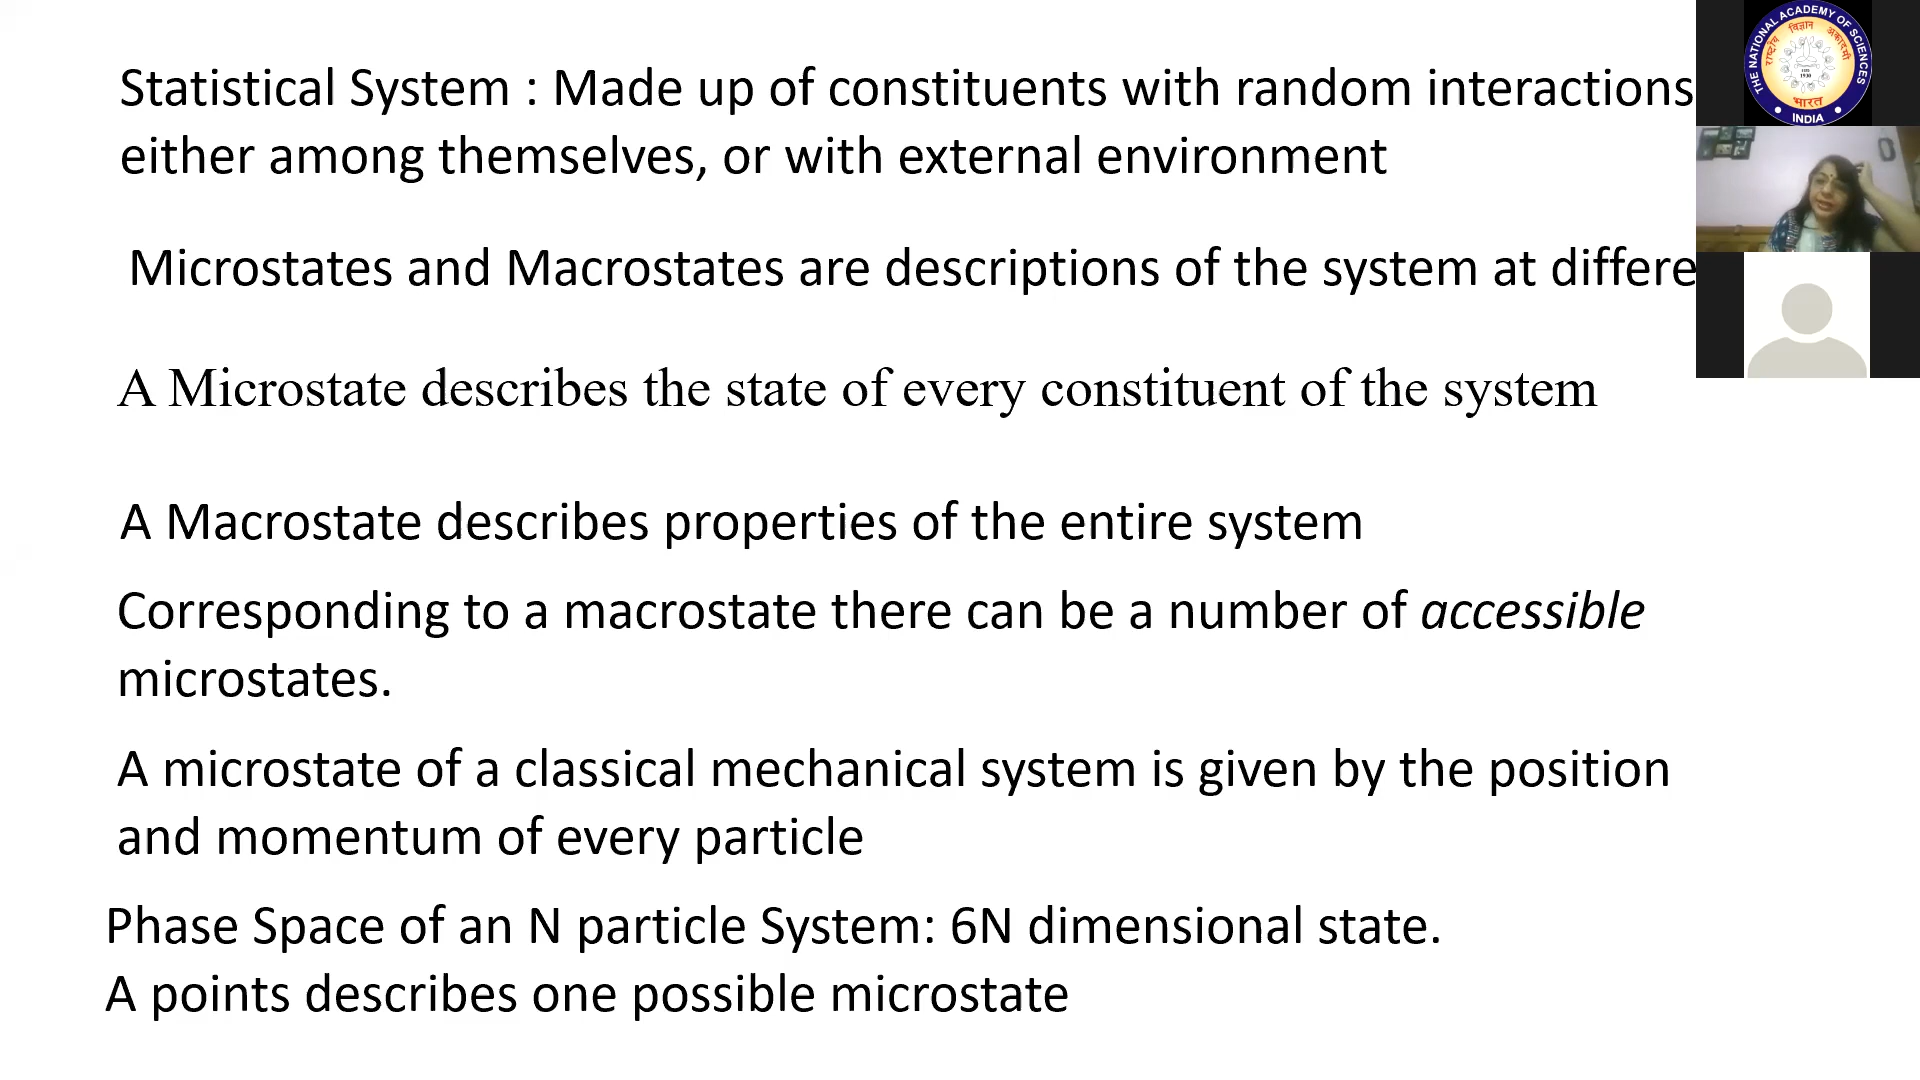 Statistical System : Made up of constituents with random interactions
either among themselves, or with external environment
Microstates and Macrostates are descriptions of the system at differe
A Microstate describes the state of every constituent of the system
A Macrostate describes properties of the entire system
Corresponding to a macrostate there can be a number of accessible
microstates.
A microstate of a classical mechanical system is given by the position
and momentum of every particle
Phase Space of an N particle System: 6N dimensional state.
A points describes one possible microstate
THE NATIONAL ACADEMY OF SCIENCES
INDIA
राष्ट्रीय विज्ञान अकादमी
1930
भारत